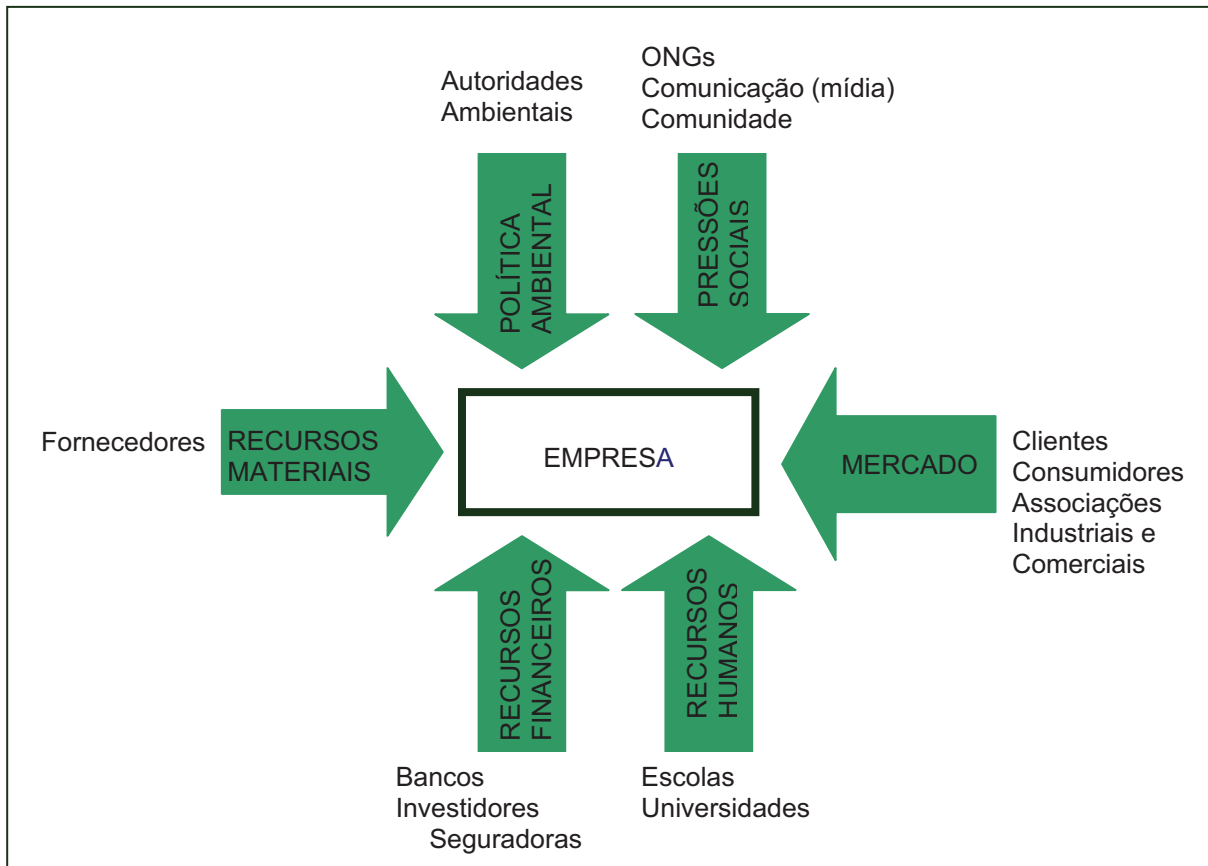 Autoridades
Ambientais
ONGs
Comunicação (mídia)
Comunidade
POLÍTICA
AMBIENTAL
PRESSÕES
SOCIAIS
Fornecedores
RECURSOS
MATERIAIS
EMPRESA
MERCADO
Clientes
Consumidores
Associações
Industriais e
Comerciais
RECURSOS
FINANCEIROS
RECURSOS
HUMANOS
Bancos
Investidores
Seguradoras
Escolas
Universidades